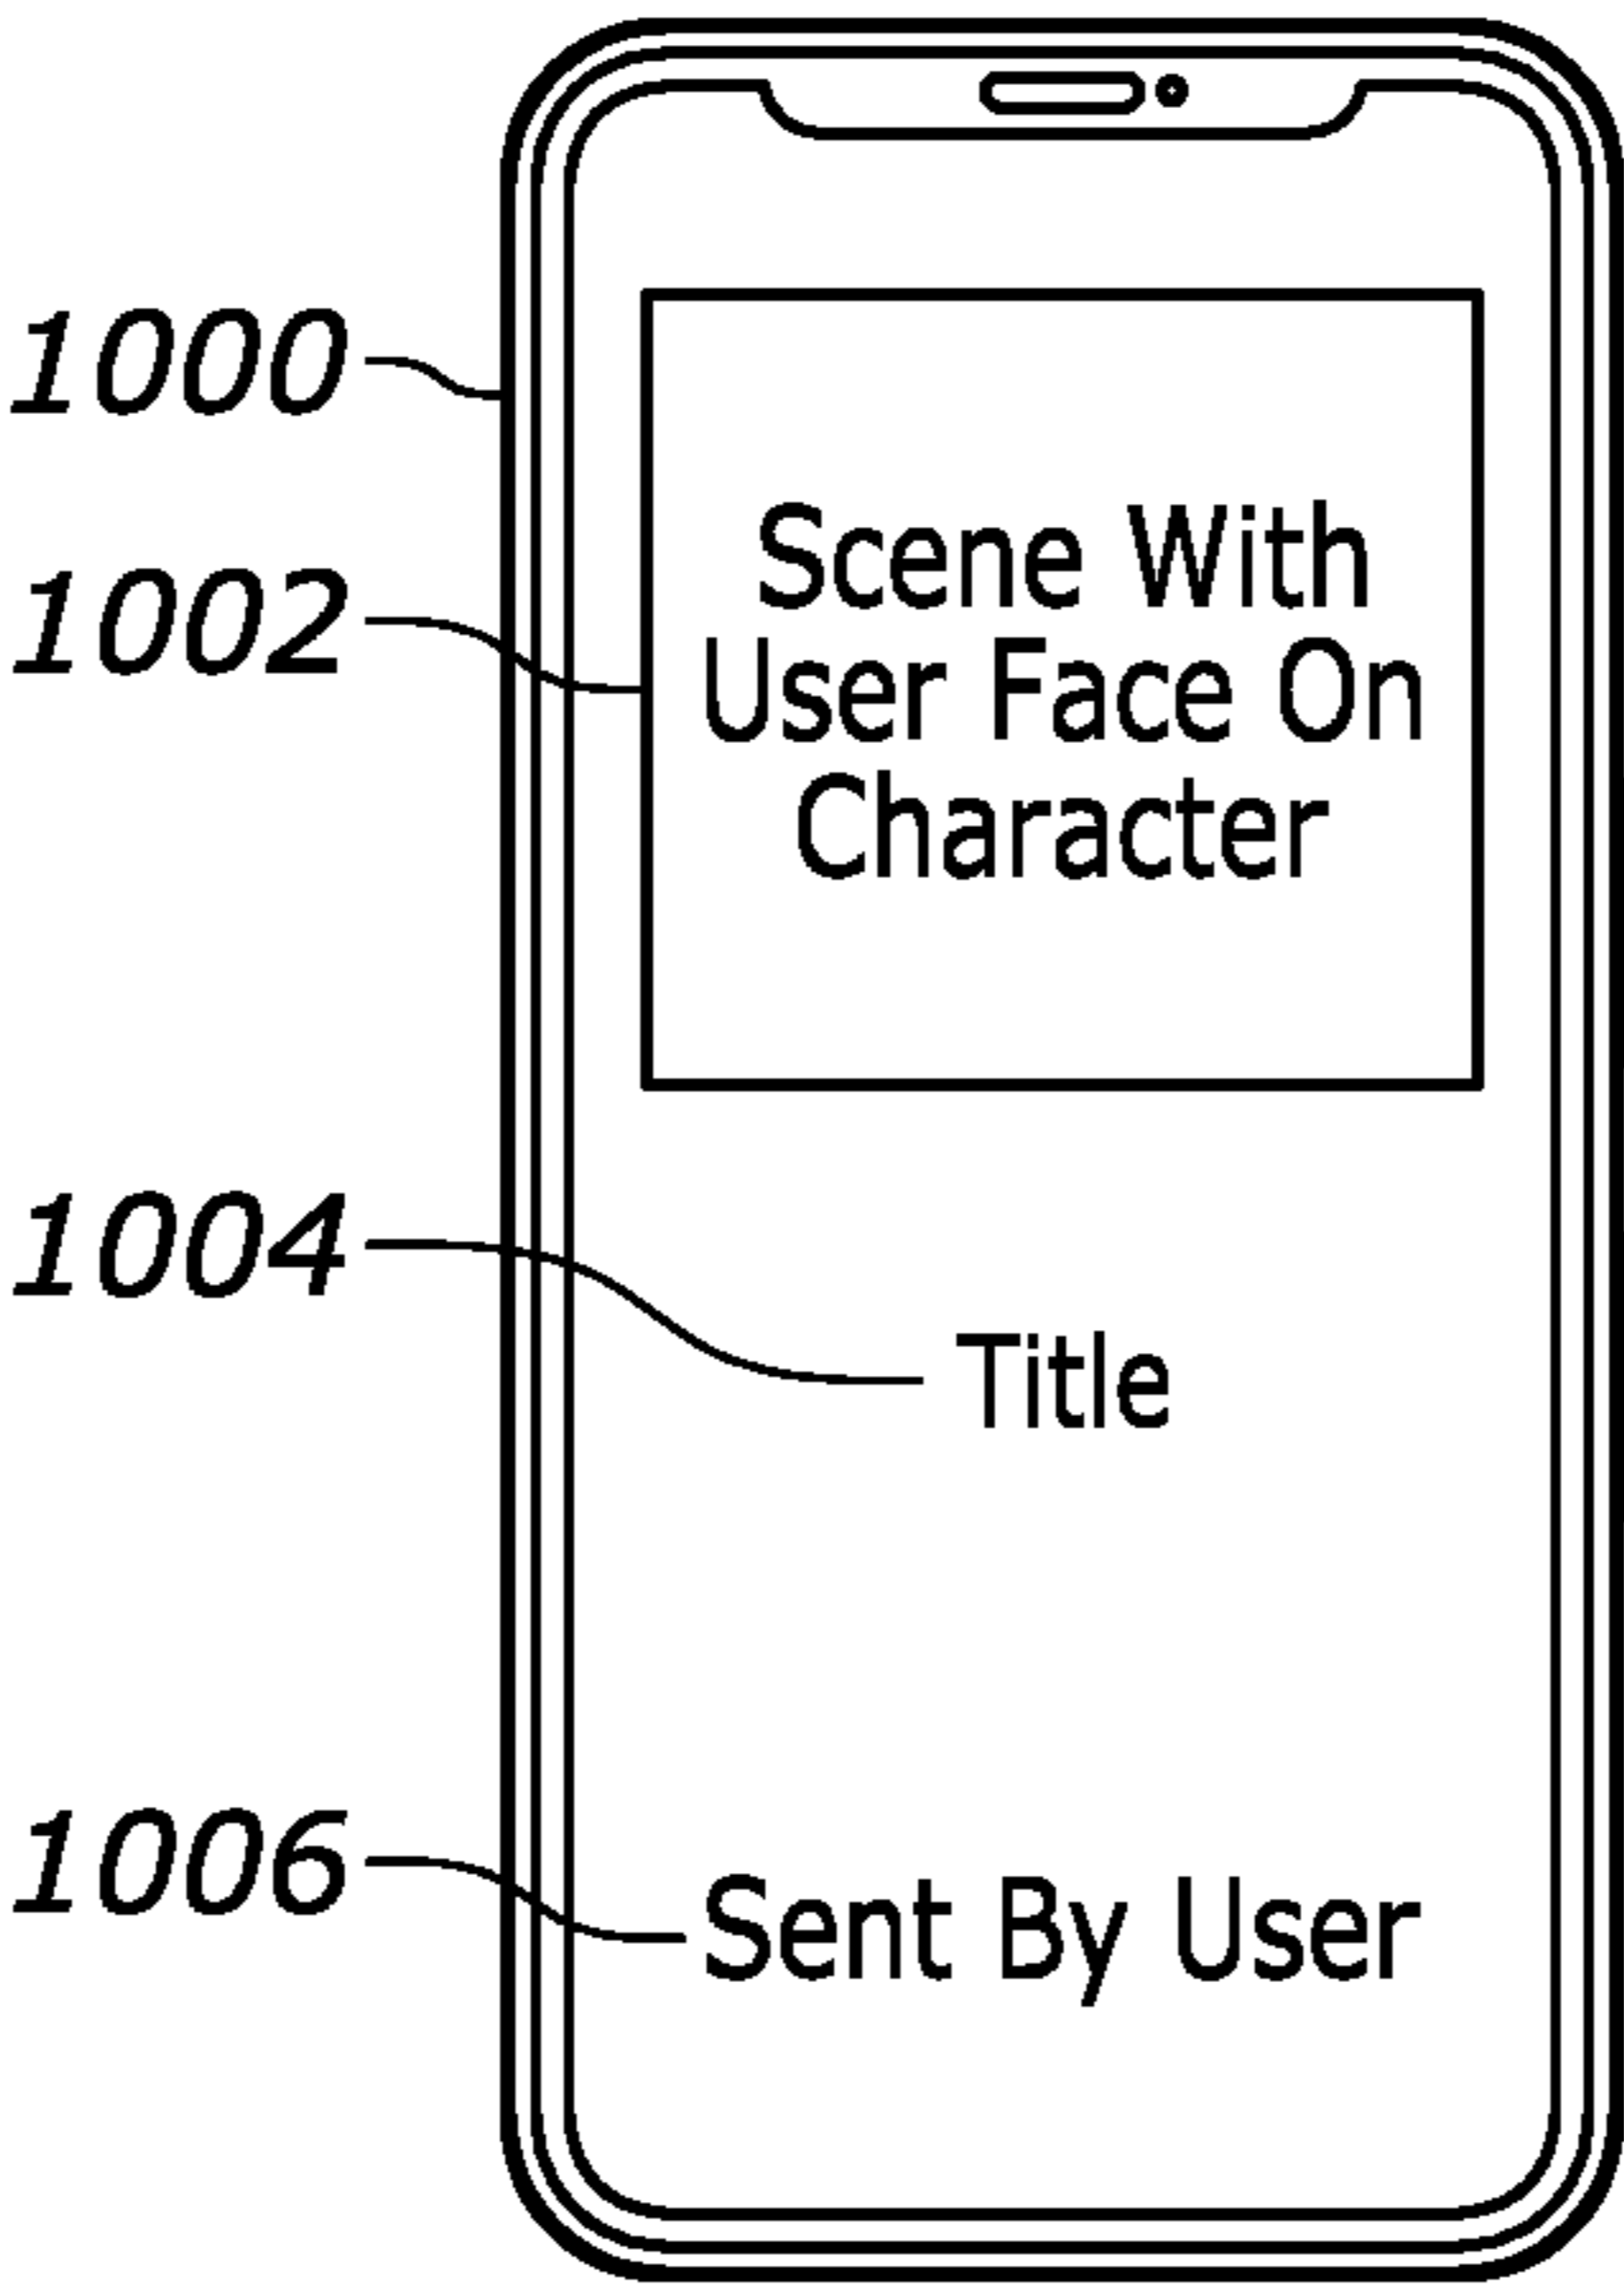 1000
Scene With
1002
User Face On
Character
1004
Title
1006
Sent By User